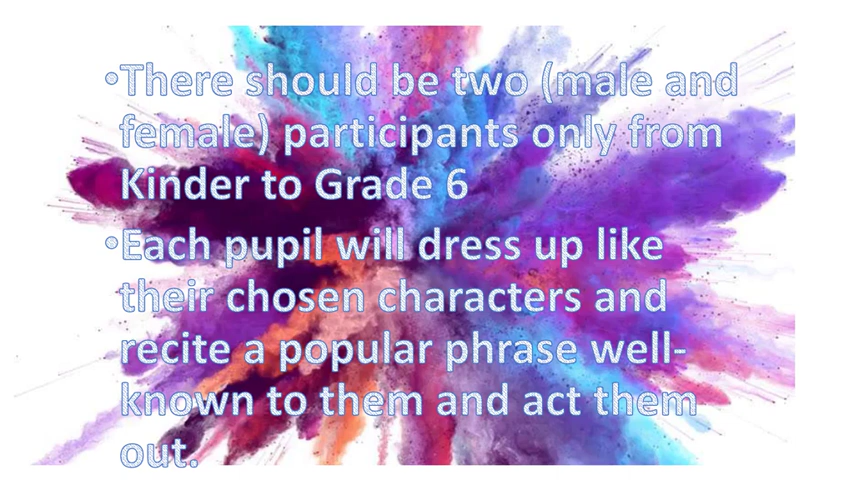 •There should be two (male and
female) participants only from
Kinder to Grade 6
•Each pupil will dress up like
their chosen characters and
recite a popular phrase well-
known to them and act them
out.